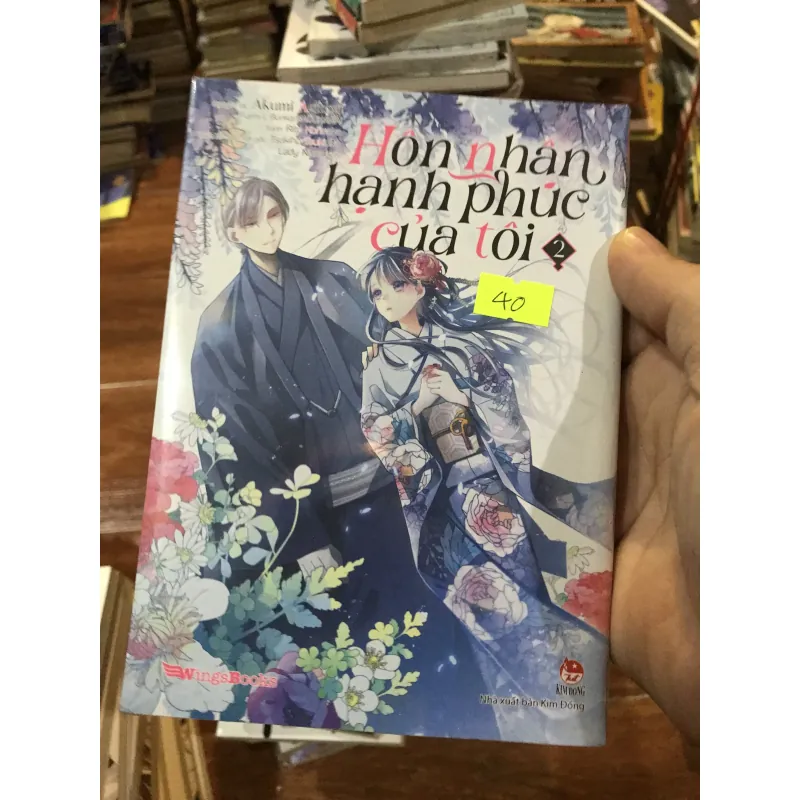 Akumi
Hôn nhân
hạnh phúc
của tôi 2
40
WingsBooks
KIM ĐỒNG
Nhà xuất bản Kim Đồng